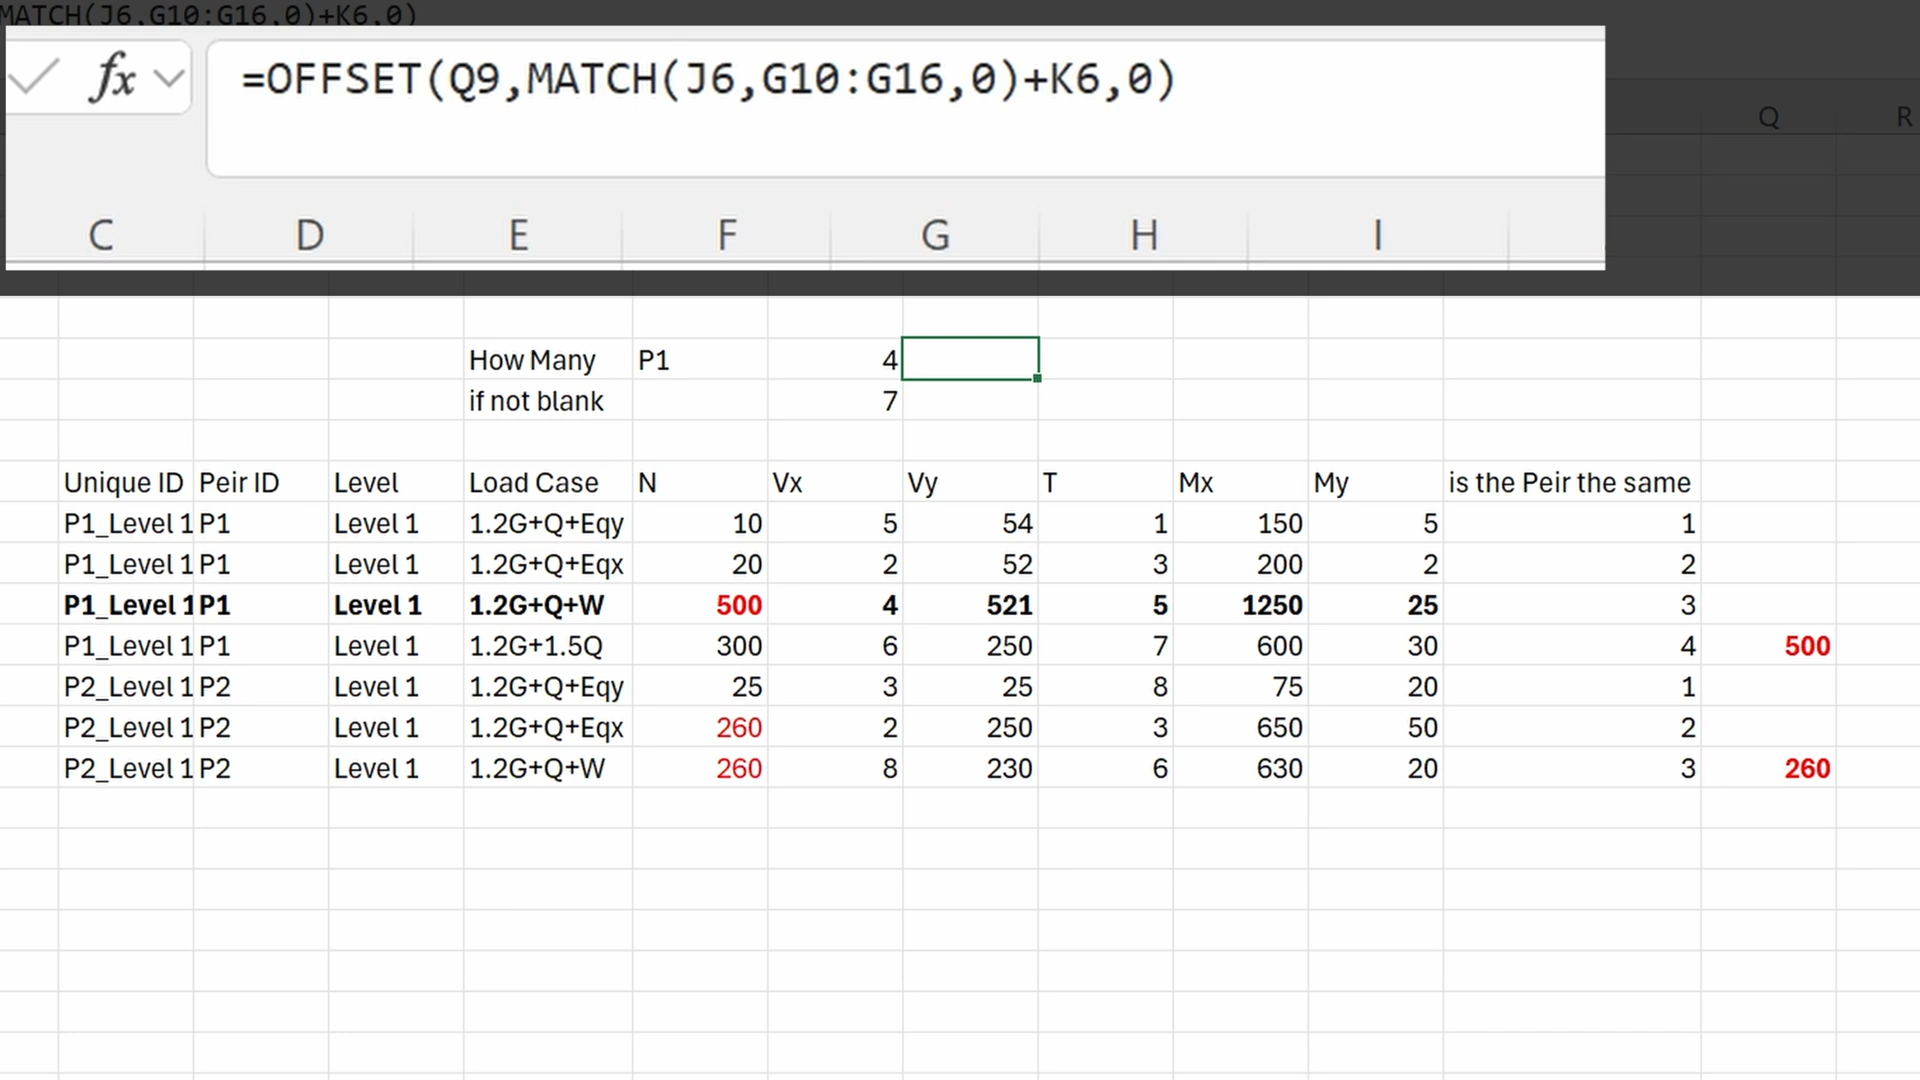 MATCH(J6,G10:G16,0)+K6,0)
fx =OFFSET(Q9,MATCH(J6,G10:G16,0)+K6,0)
Q R
C D E F G H I
How Many P1 4
if not blank 7
Unique ID Peir ID Level Load Case N Vx Vy T Mx My is the Peir the same
P1_Level 1 P1 Level 1 1.2G+Q+Eqy 10 5 54 1 150 5 1
P1_Level 1 P1 Level 1 1.2G+Q+Eqx 20 2 52 3 200 2 2
P1_Level 1 P1 Level 1 1.2G+Q+W 500 4 521 5 1250 25 3
P1_Level 1 P1 Level 1 1.2G+1.5Q 300 6 250 7 600 30 4 500
P2_Level 1 P2 Level 1 1.2G+Q+Eqy 25 3 25 8 75 20 1
P2_Level 1 P2 Level 1 1.2G+Q+Eqx 260 2 250 3 650 50 2
P2_Level 1 P2 Level 1 1.2G+Q+W 260 8 230 6 630 20 3 260